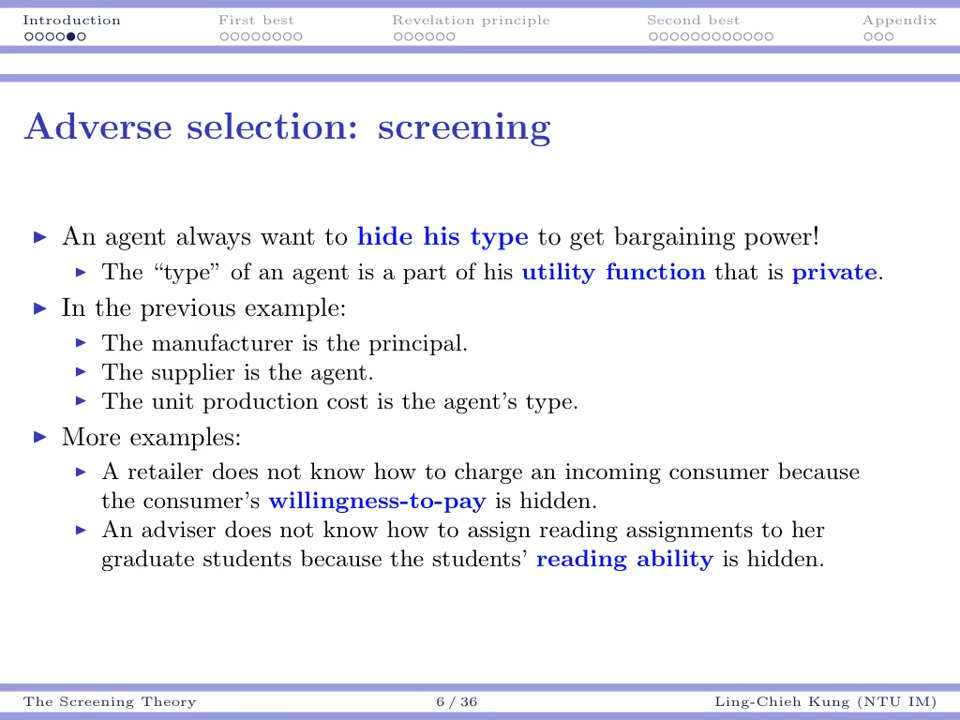 Introduction First best Revelation principle Second best Appendix
Adverse selection: screening
An agent always want to hide his type to get bargaining power!
The “type” of an agent is a part of his utility function that is private.
In the previous example:
The manufacturer is the principal.
The supplier is the agent.
The unit production cost is the agent’s type.
More examples:
A retailer does not know how to charge an incoming consumer because
the consumer’s willingness-to-pay is hidden.
An adviser does not know how to assign reading assignments to her
graduate students because the students’ reading ability is hidden.
The Screening Theory 6 / 36 Ling-Chieh Kung (NTU IM)